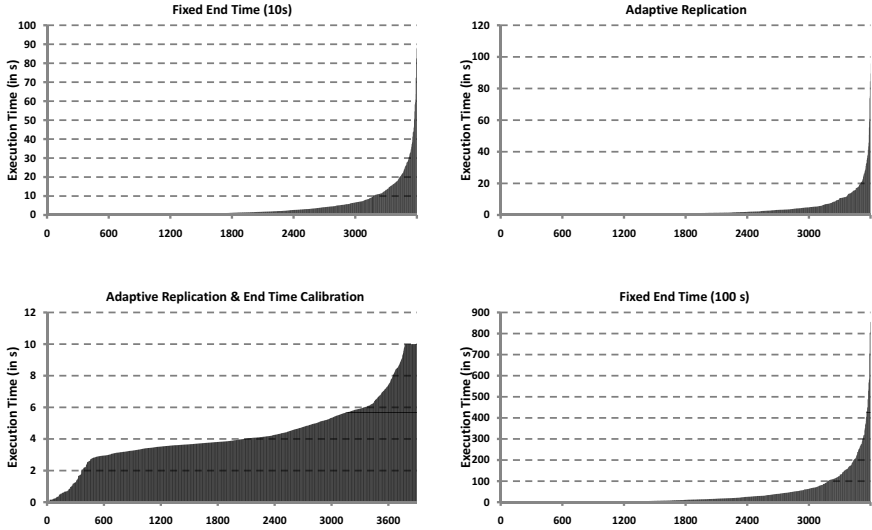 Fixed End Time (10s)
Execution Time (in s)
100
90
80
70
60
50
40
30
20
10
0
0 600 1200 1800 2400 3000
Adaptive Replication
Execution Time (in s)
120
100
80
60
40
20
0
0 600 1200 1800 2400 3000
Adaptive Replication & End Time Calibration
Execution Time (in s)
12
10
8
6
4
2
0
0 600 1200 1800 2400 3000 3600
Fixed End Time (100 s)
Execution Time (in s)
900
800
700
600
500
400
300
200
100
0
0 600 1200 1800 2400 3000